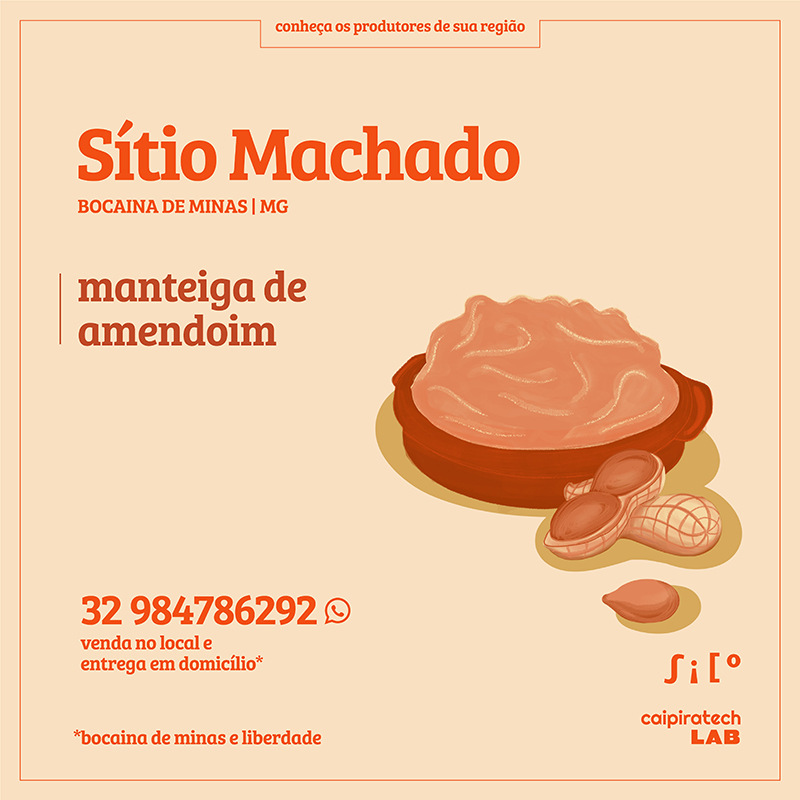 conheça os produtores de sua região
Sítio Machado
BOCAINA DE MINAS | MG
manteiga de
amendoim
32 984786292
venda no local e
entrega em domicílio*
*bocaina de minas e liberdade
caipiratech
LAB